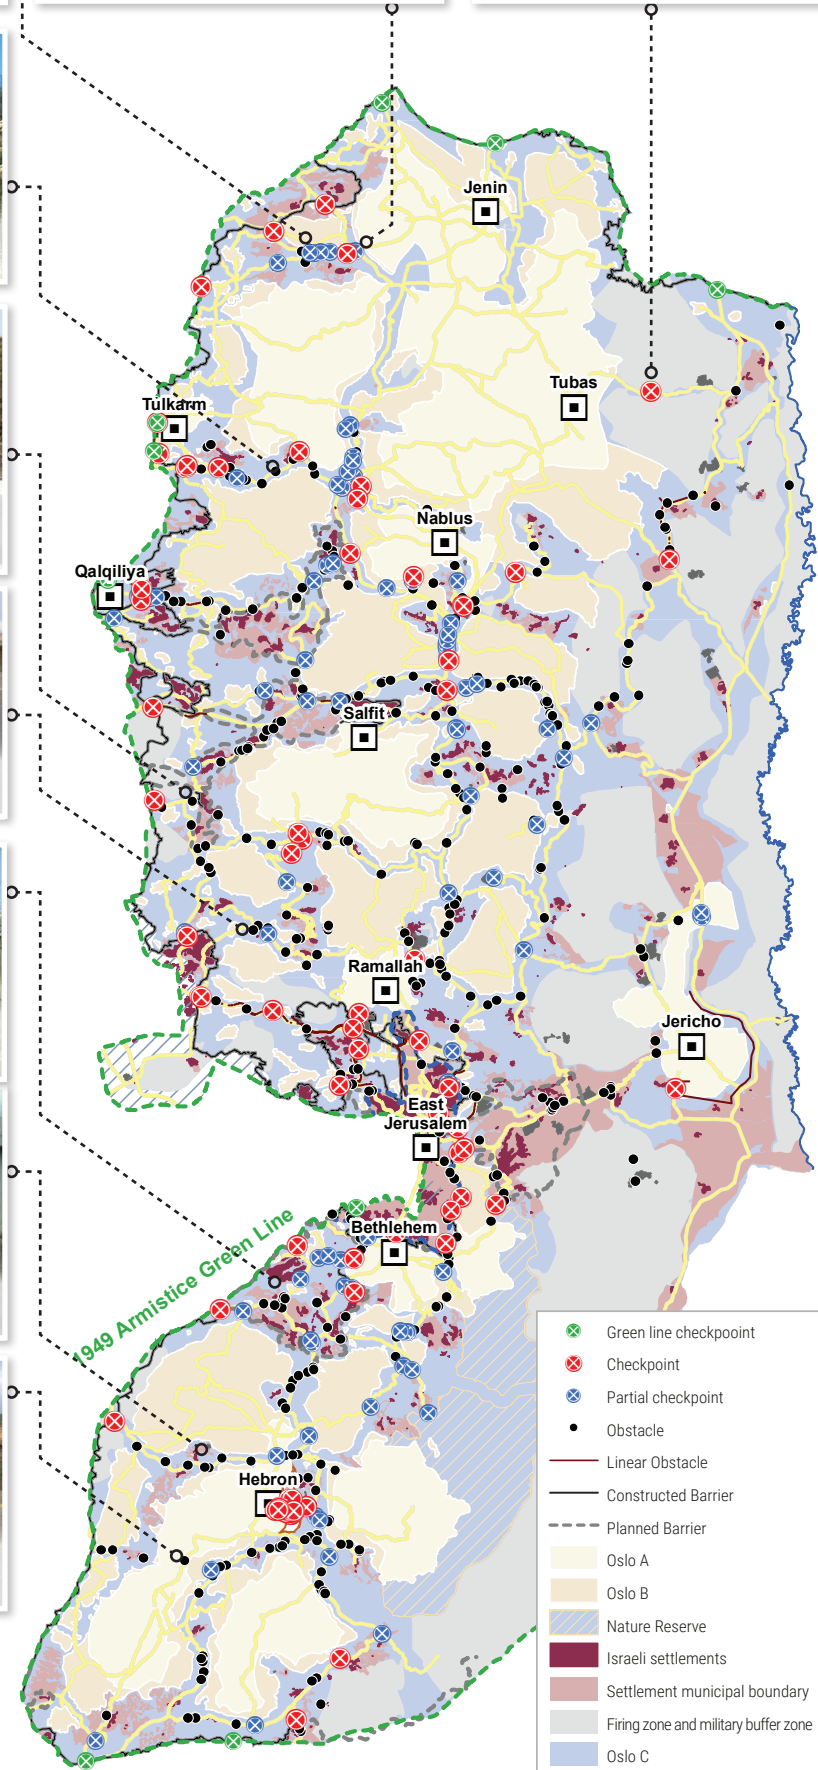 Jenin
Tubas
Tulkarm
Nablus
Qalqiliya
Salfit
Ramallah
Jericho
East
Jerusalem
Bethlehem
1949 Armistice Green Line
Hebron
Green line checkpooint
Checkpoint
Partial checkpoint
Obstacle
Linear Obstacle
Constructed Barrier
Planned Barrier
Oslo A
Oslo B
Nature Reserve
Israeli settlements
Settlement municipal boundary
Firing zone and military buffer zone
Oslo C